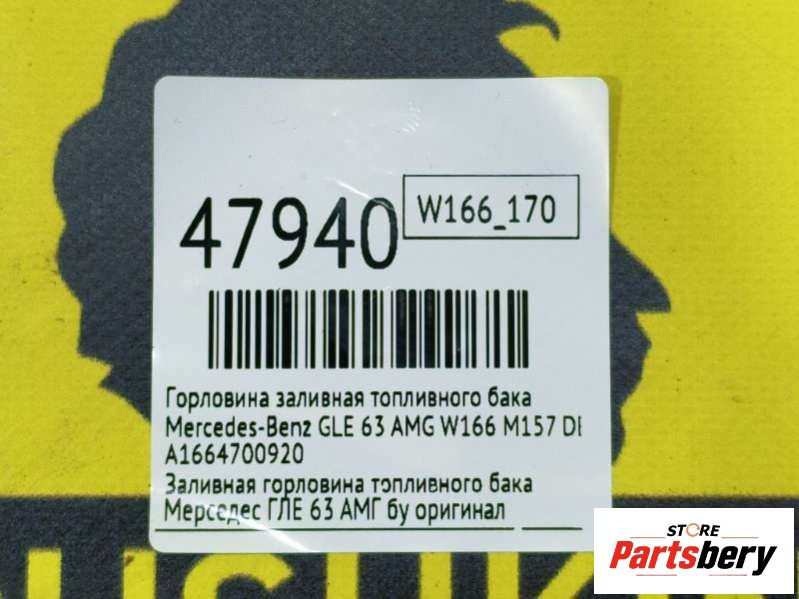 47940
W166_170
Горловина заливная топливного бака
Mercedes-Benz GLE 63 AMG W166 M157 DE
A1664700920
Заливная горловина топливного бака
Мерседес ГЛЕ 63 АМГ бу оригинал
STORE
Partsbery